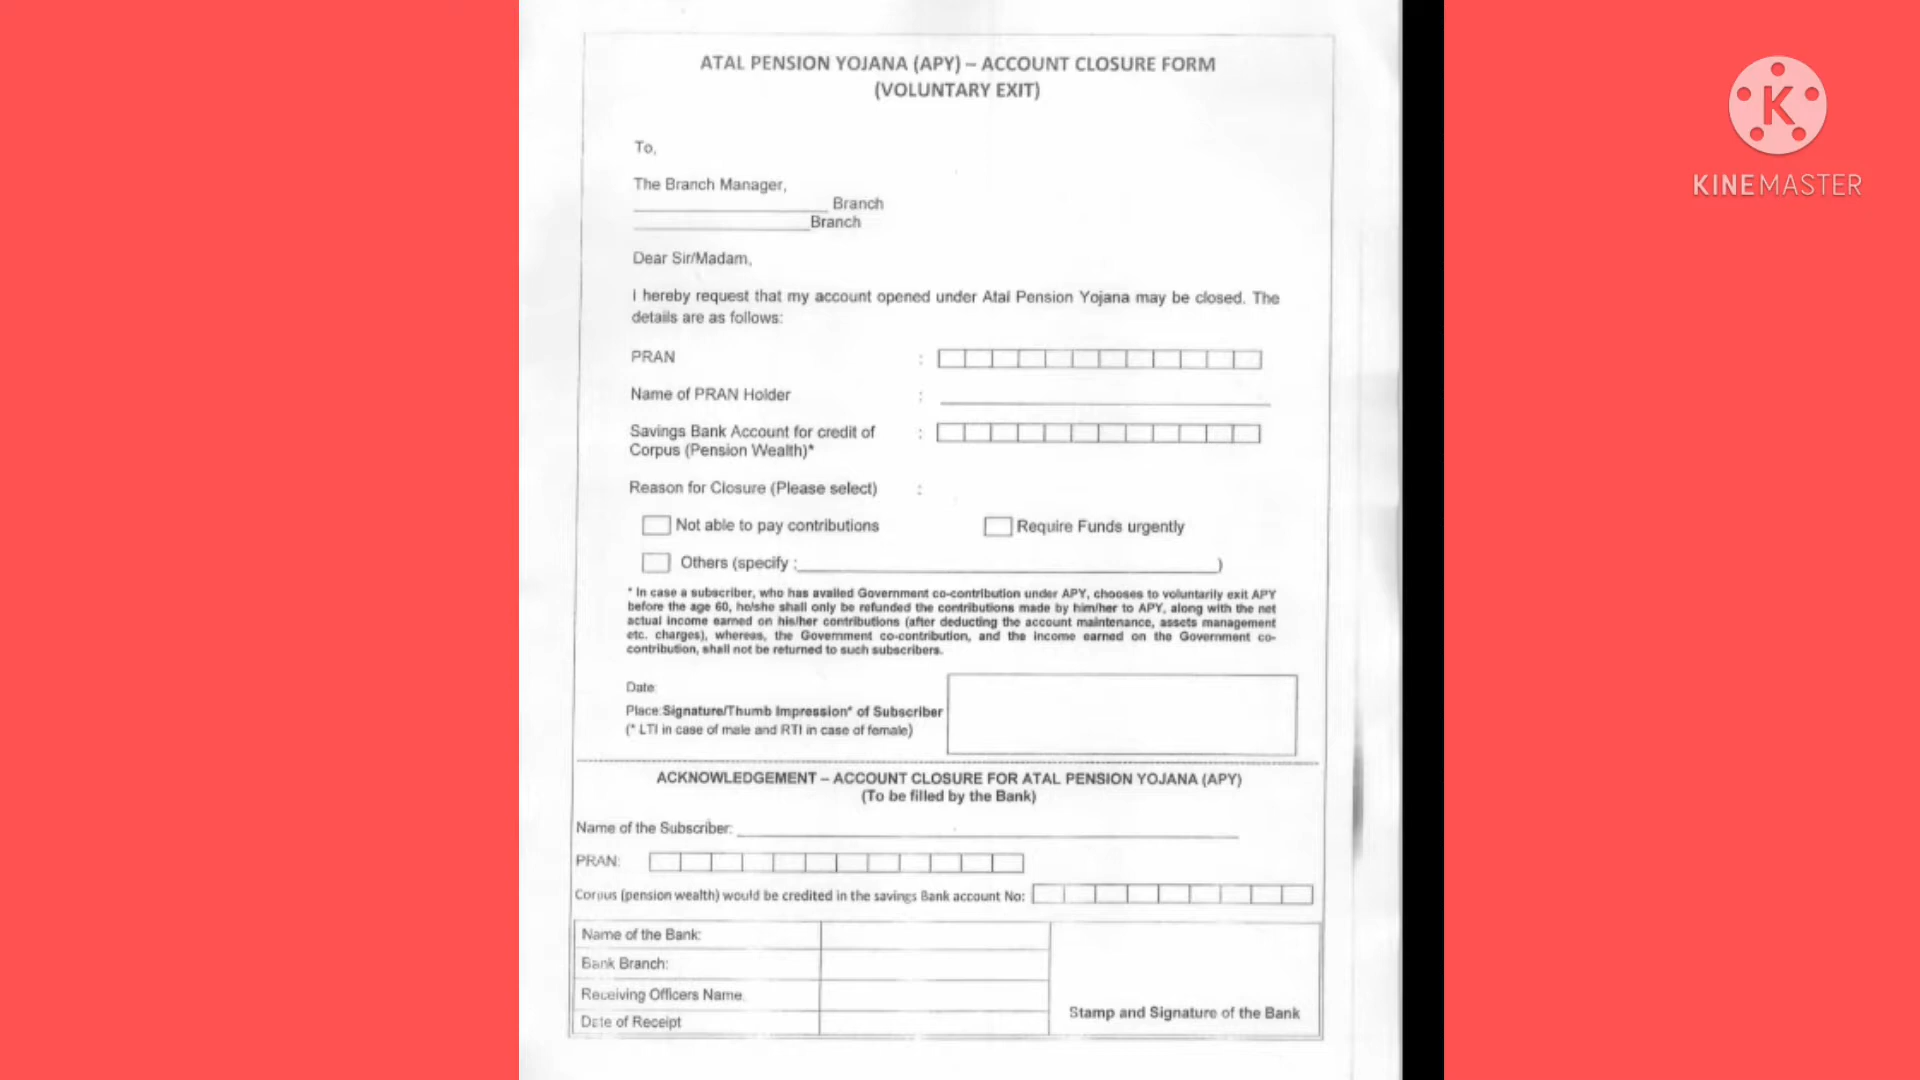 ATAL PENSION YOJANA (APY) – ACCOUNT CLOSURE FORM
(VOLUNTARY EXIT)
To,
The Branch Manager,
____________________ Branch
__________________Branch
Dear Sir/Madam,
I hereby request that my account opened under Atal Pension Yojana may be closed. The
details are as follows:
PRAN :
Name of PRAN Holder :
Savings Bank Account for credit of :
Corpus (Pension Wealth)*
Reason for Closure (Please select) :
Not able to pay contributions Require Funds urgently
Others (specify :____________________)
* In case a subscriber, who has availed Government co-contribution under APY, chooses to voluntarily exit APY
before the age 60, he/she shall only be refunded the contributions made by him/her to APY, along with the net
actual income earned on his/her contributions (after deducting the account maintenance, assets management
etc. charges), whereas, the Government co-contribution, and the income earned on the Government co-
contribution, shall not be returned to such subscribers.
Date:
Place:Signature/Thumb Impression* of Subscriber
(* LTI in case of male and RTI in case of female)
ACKNOWLEDGEMENT – ACCOUNT CLOSURE FOR ATAL PENSION YOJANA (APY)
(To be filled by the Bank)
Name of the Subscriber:
PRAN:
Corpus (pension wealth) would be credited in the savings Bank account No:
Name of the Bank:
Bank Branch:
Receiving Officers Name
Date of Receipt
Stamp and Signature of the Bank
K
KINEMASTER